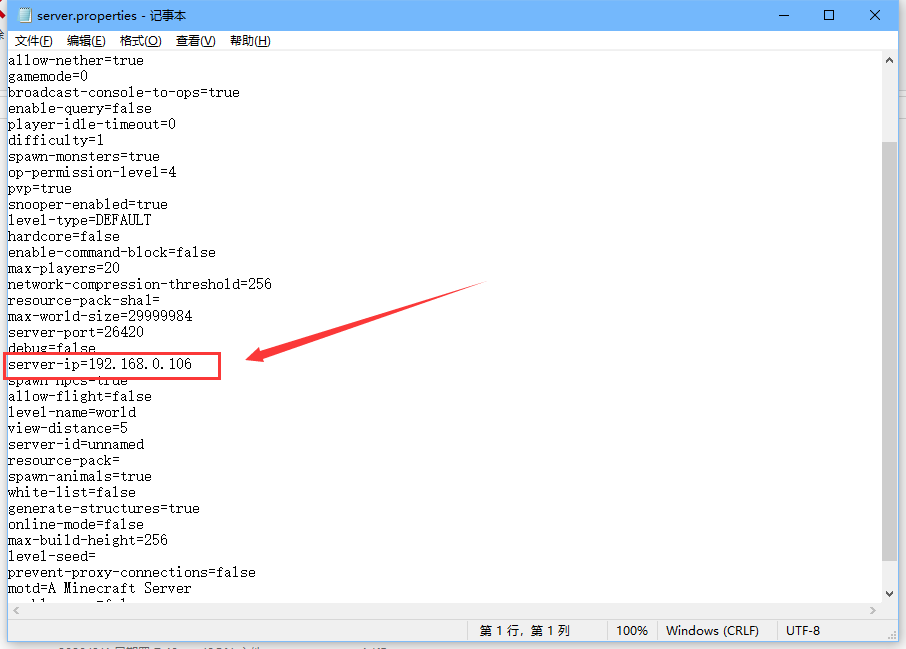 server.properties - 记事本
文件(F) 编辑(E) 格式(O) 查看(V) 帮助(H)
allow-nether=true
gamemode=0
broadcast-console-to-ops=true
enable-query=false
player-idle-timeout=0
difficulty=1
spawn-monsters=true
op-permission-level=4
pvp=true
snooper-enabled=true
level-type=DEFAULT
hardcore=false
enable-command-block=false
max-players=20
network-compression-threshold=256
resource-pack-sha1=
max-world-size=29999984
server-port=26420
debug=false
server-ip=192.168.0.106
spawn-npcs=true
allow-flight=false
level-name=world
view-distance=5
server-id=unnamed
resource-pack=
spawn-animals=true
white-list=false
generate-structures=true
online-mode=false
max-build-height=256
level-seed=
prevent-proxy-connections=false
motd=A Minecraft Server
第 1 行，第 1 列 100% Windows (CRLF) UTF-8